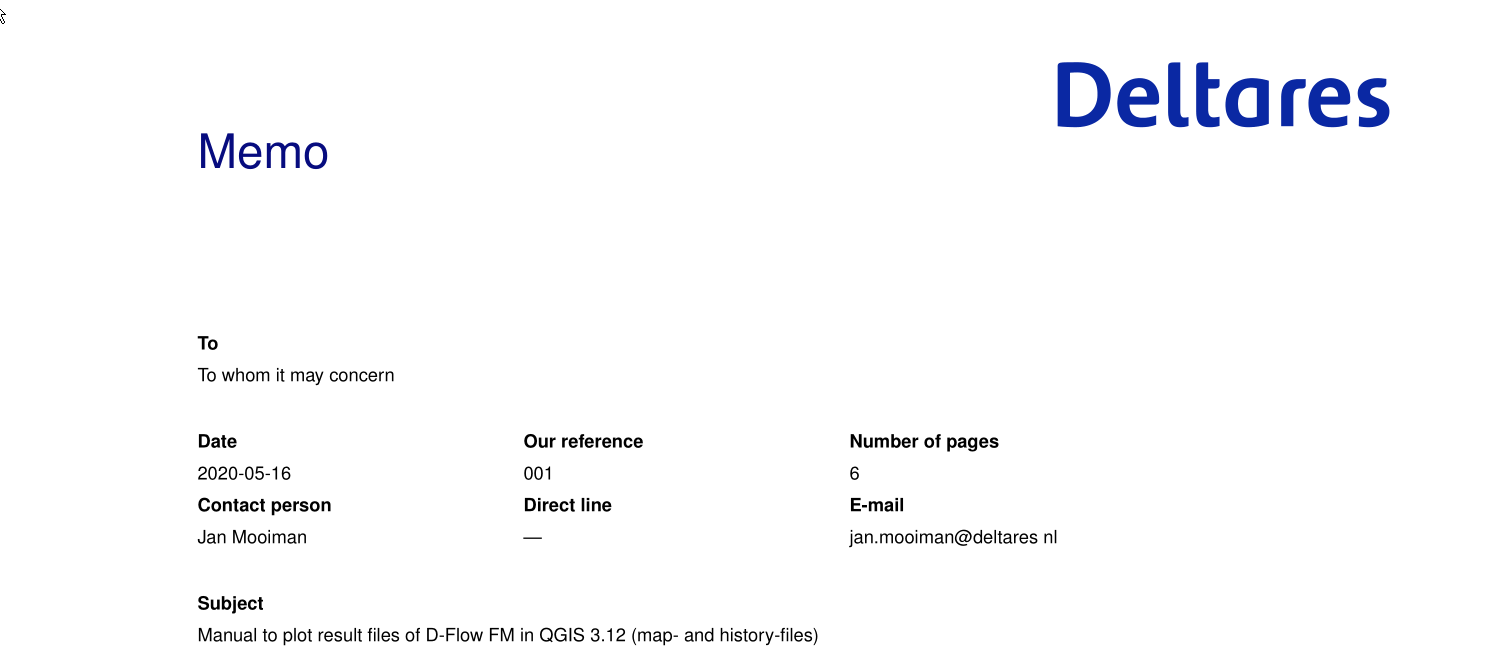 Deltares
Memo
To
To whom it may concern
Date Our reference Number of pages
2020-05-16 001 6
Contact person Direct line E-mail
Jan Mooiman — jan.mooiman@deltares nl
Subject
Manual to plot result files of D-Flow FM in QGIS 3.12 (map- and history-files)